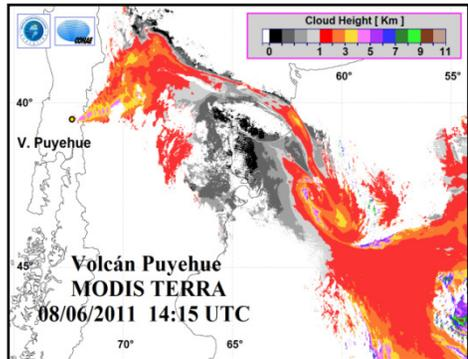 CONAE
Cloud Height [ Km ]
0 1 3 5 7 9 11
60°
55°
40°
V. Puyehue
45°
Volcán Puyehue
MODIS TERRA
08/06/2011 14:15 UTC
70°
65°